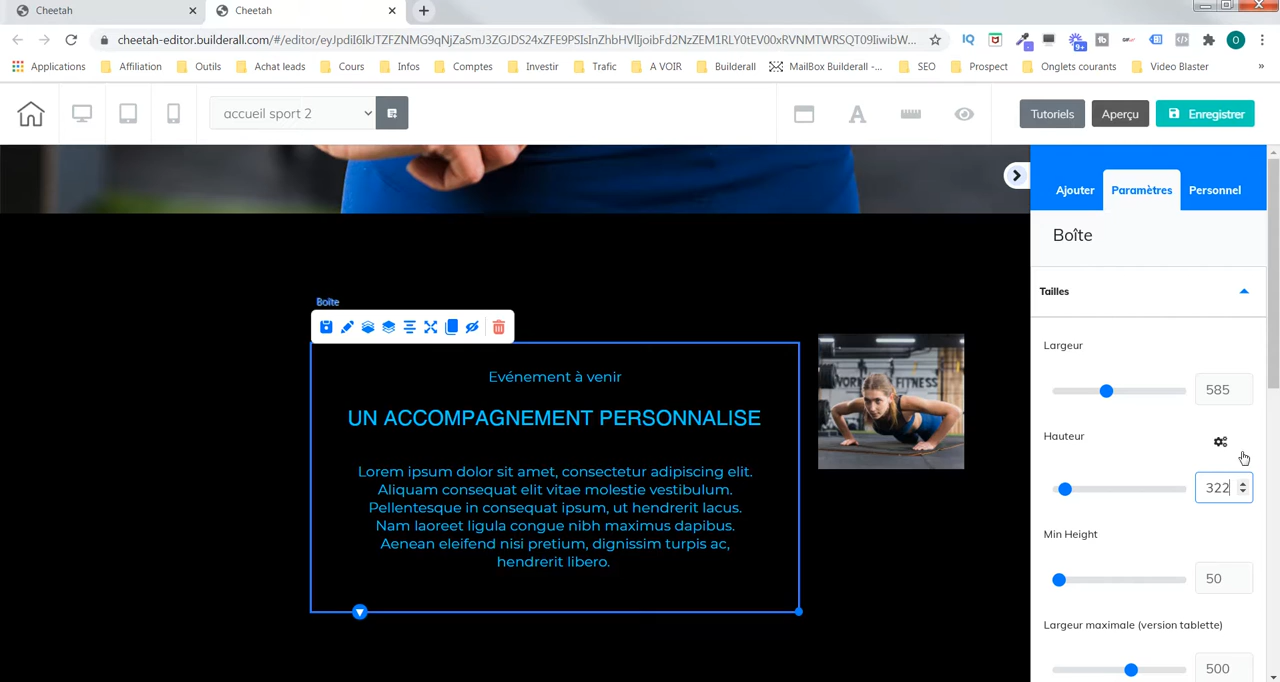 Cheetah
Cheetah
cheetah-editor.builderall.com/#/editor/eyJpdiI6IkJTZFZNMG9qNjZaSmJ3ZGJDS24xZFE9PSIsInZhbHVlIjoibFd2NzZEM1RLY0tEV00xRVNMTWRSQT09IiwibW...
O
Applications
Affiliation
Outils
Achat leads
Cours
Infos
Comptes
Investir
Trafic
A VOIR
Builderall
MailBox Builderall -...
SEO
Prospect
Onglets courants
Video Blaster
»
accueil sport 2
Tutoriels
Aperçu
Enregistrer
Ajouter
Paramètres
Personnel
Boîte
Tailles
Boîte
Largeur
585
Evénement à venir
UN ACCOMPAGNEMENT PERSONNALISE
Hauteur
322
Lorem ipsum dolor sit amet, consectetur adipiscing elit.
Aliquam consequat elit vitae molestie vestibulum.
Pellentesque in consequat ipsum, ut hendrerit lacus.
Nam laoreet ligula congue nibh maximus dapibus.
Aenean eleifend nisi pretium, dignissim turpis ac,
hendrerit libero.
Min Height
50
Largeur maximale (version tablette)
500